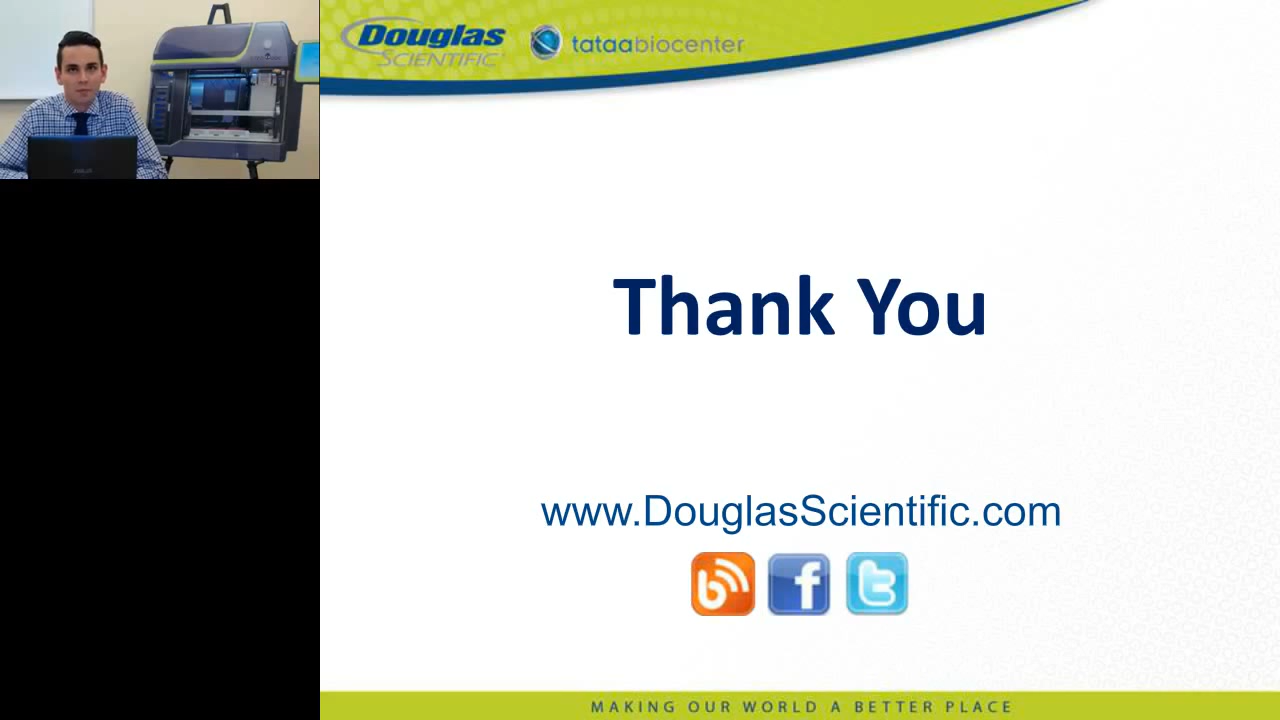 Douglas
SCIENTIFIC
tataabiocenter
Thank You
www.DouglasScientific.com
MAKING OUR WORLD A BETTER PLACE